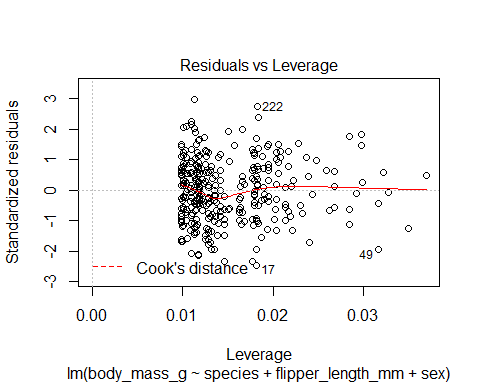 Residuals vs Leverage
Standardized residuals
3
2
1
0
-1
-2
-3
222
49
17
Cook's distance
0.00 0.01 0.02 0.03
Leverage
lm(body_mass_g ~ species + flipper_length_mm + sex)